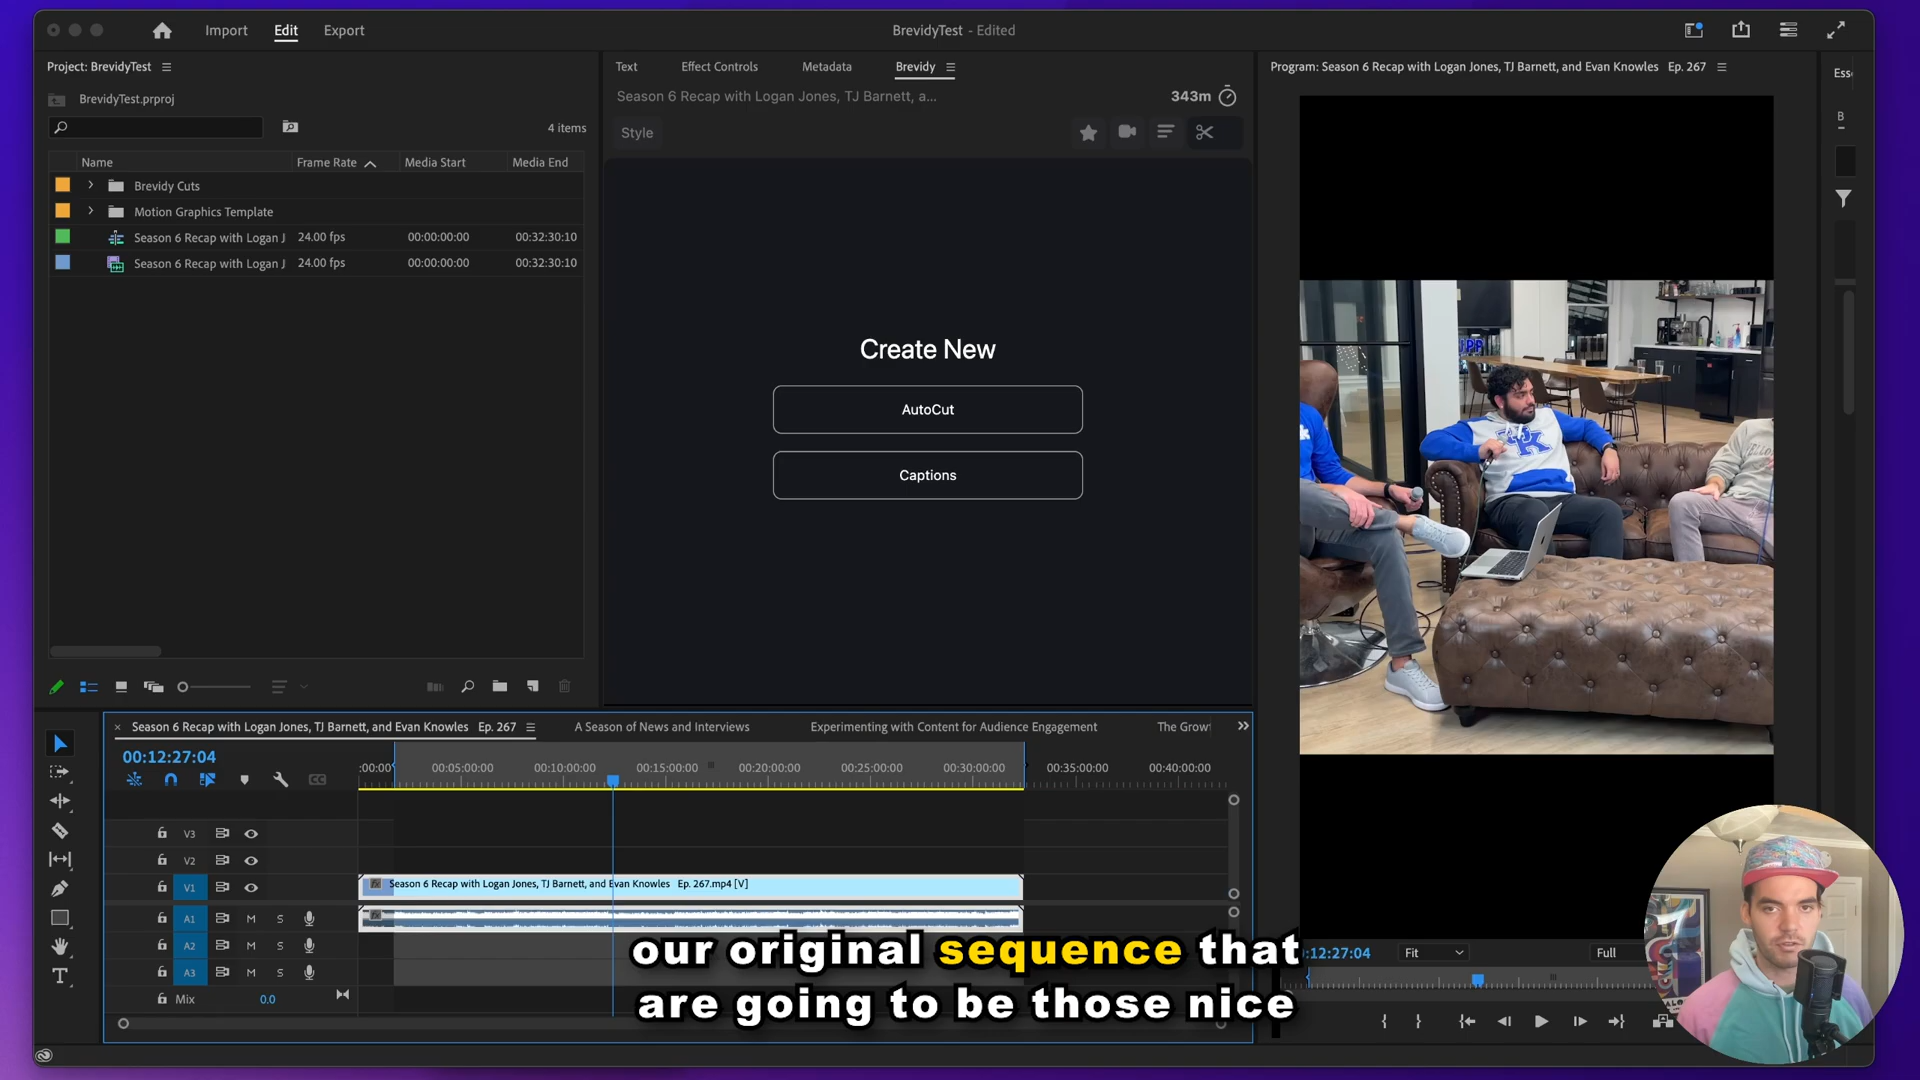 Import
Edit
Export
BrevidyTest - Edited
Project: BrevidyTest
Text
Effect Controls
Metadata
Brevidy
Program: Season 6 Recap with Logan Jones, TJ Barnett, and Evan Knowles Ep. 267
Ess
BrevidyTest.prproj
Season 6 Recap with Logan Jones, TJ Barnett, a...
343m
4 items
Style
B
Name
Frame Rate
Media Start
Media End
Brevidy Cuts
Motion Graphics Template
Season 6 Recap with Logan J
24.00 fps
00:00:00:00
00:32:30:10
Season 6 Recap with Logan J
24.00 fps
00:00:00:00
00:32:30:10
Create New
AutoCut
Captions
Season 6 Recap with Logan Jones, TJ Barnett, and Evan Knowles Ep. 267
A Season of News and Interviews
Experimenting with Content for Audience Engagement
The Growt
00:12:27:04
:00:00
00:05:00:00
00:10:00:00
00:15:00:00
00:20:00:00
00:25:00:00
00:30:00:00
00:35:00:00
00:40:00:00
V3
V2
V1
Season 6 Recap with Logan Jones, TJ Barnett, and Evan Knowles Ep. 267.mp4 [V]
A1
M
S
A2
M
S
A3
M
S
Mix
0.0
our original sequence that
are going to be those nice
:12:27:04
Fit
Full